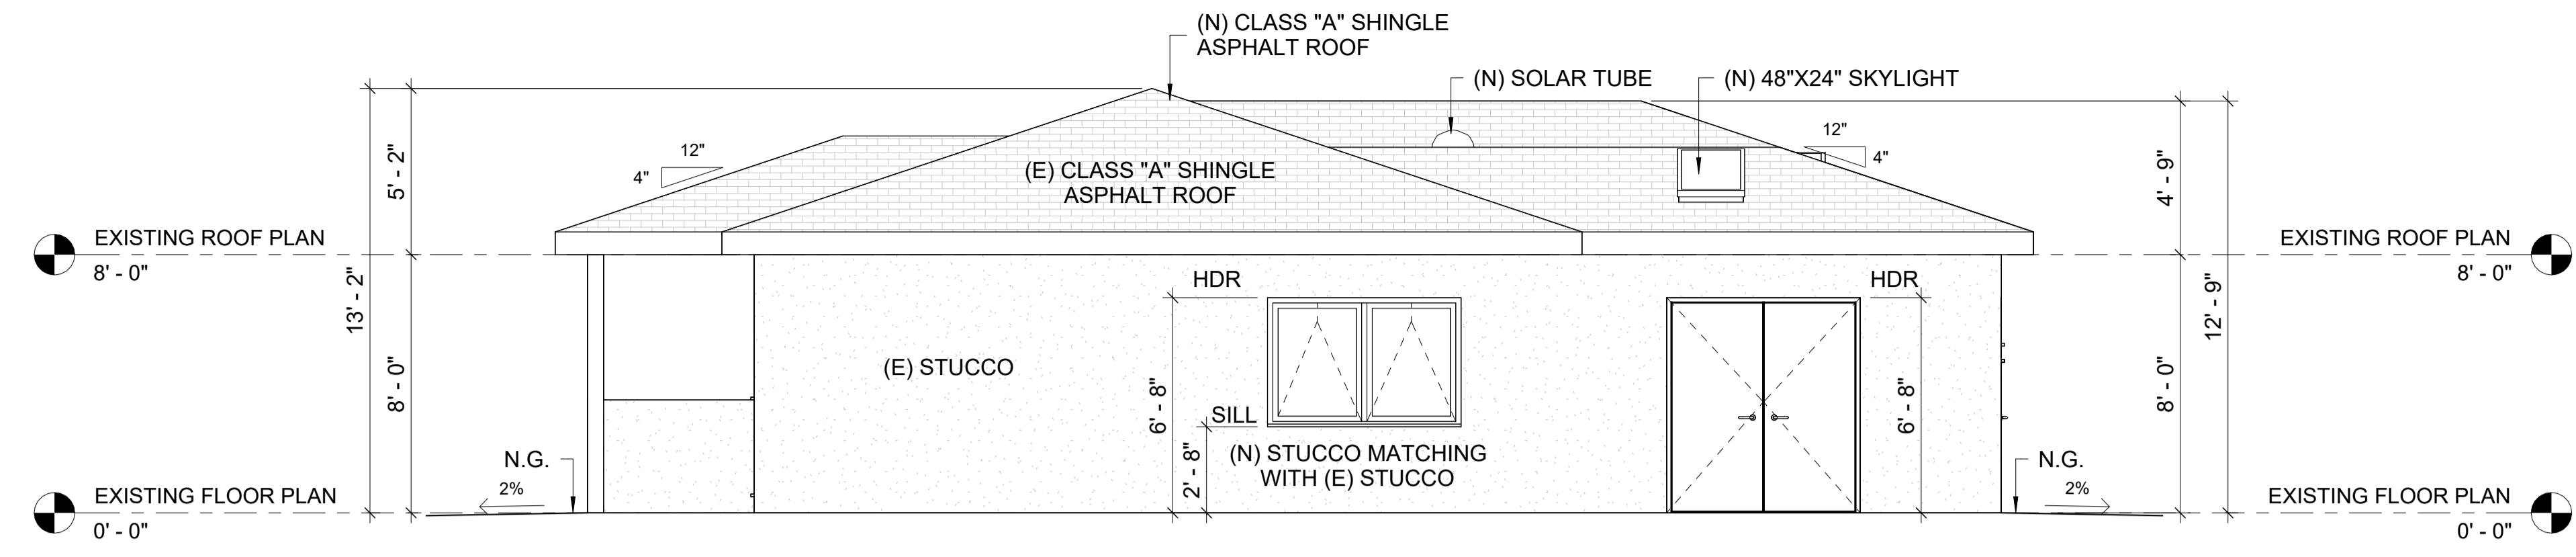 (N) CLASS "A" SHINGLE
ASPHALT ROOF
(N) SOLAR TUBE
(N) 48"X24" SKYLIGHT
12"
4"
12"
4"
(E) CLASS "A" SHINGLE
ASPHALT ROOF
5' - 2"
4' - 9"
EXISTING ROOF PLAN
8' - 0"
EXISTING ROOF PLAN
8' - 0"
13' - 2"
12' - 9"
HDR
HDR
(E) STUCCO
8' - 0"
6' - 8"
6' - 8"
8' - 0"
SILL
2' - 8"
(N) STUCCO MATCHING
WITH (E) STUCCO
N.G.
2%
N.G.
2%
EXISTING FLOOR PLAN
0' - 0"
EXISTING FLOOR PLAN
0' - 0"